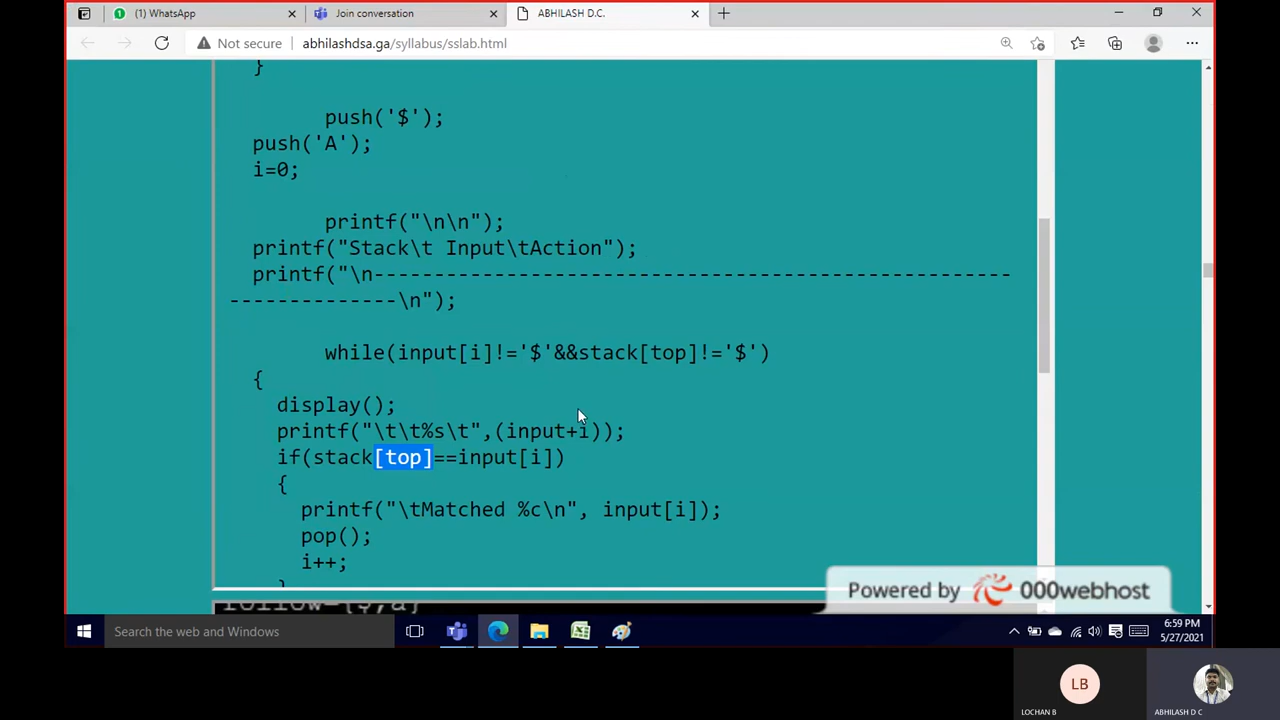 (1) WhatsApp
Join conversation
ABHILASH D.C.
Not secure
abhilashdsa.ga/syllabus/sslab.html
}
push('$');
push('A');
i=0;
printf("\n\n");
printf("Stack\t Input\tAction");
printf("\n-----------------------------------------------------
--------------\n");
while(input[i]!='$'&&stack[top]!='$')
{
display();
printf("\t\t%s\t",(input+i));
if(stack[top]==input[i])
{
printf("\tMatched %c\n", input[i]);
pop();
i++;
}
Powered by 000webhost
follow={$,a}
Search the web and Windows
6:59 PM
5/27/2021
LB
LOCHAN B
ABHILASH D C